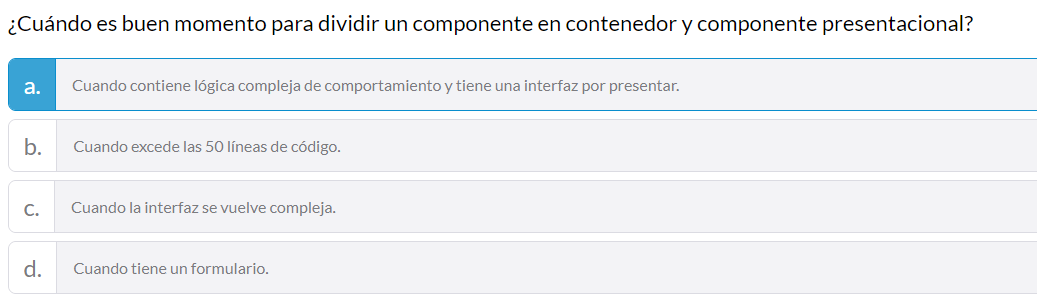 ¿Cuándo es buen momento para dividir un componente en contenedor y componente presentacional?
a. Cuando contiene lógica compleja de comportamiento y tiene una interfaz por presentar.
b. Cuando excede las 50 líneas de código.
c. Cuando la interfaz se vuelve compleja.
d. Cuando tiene un formulario.